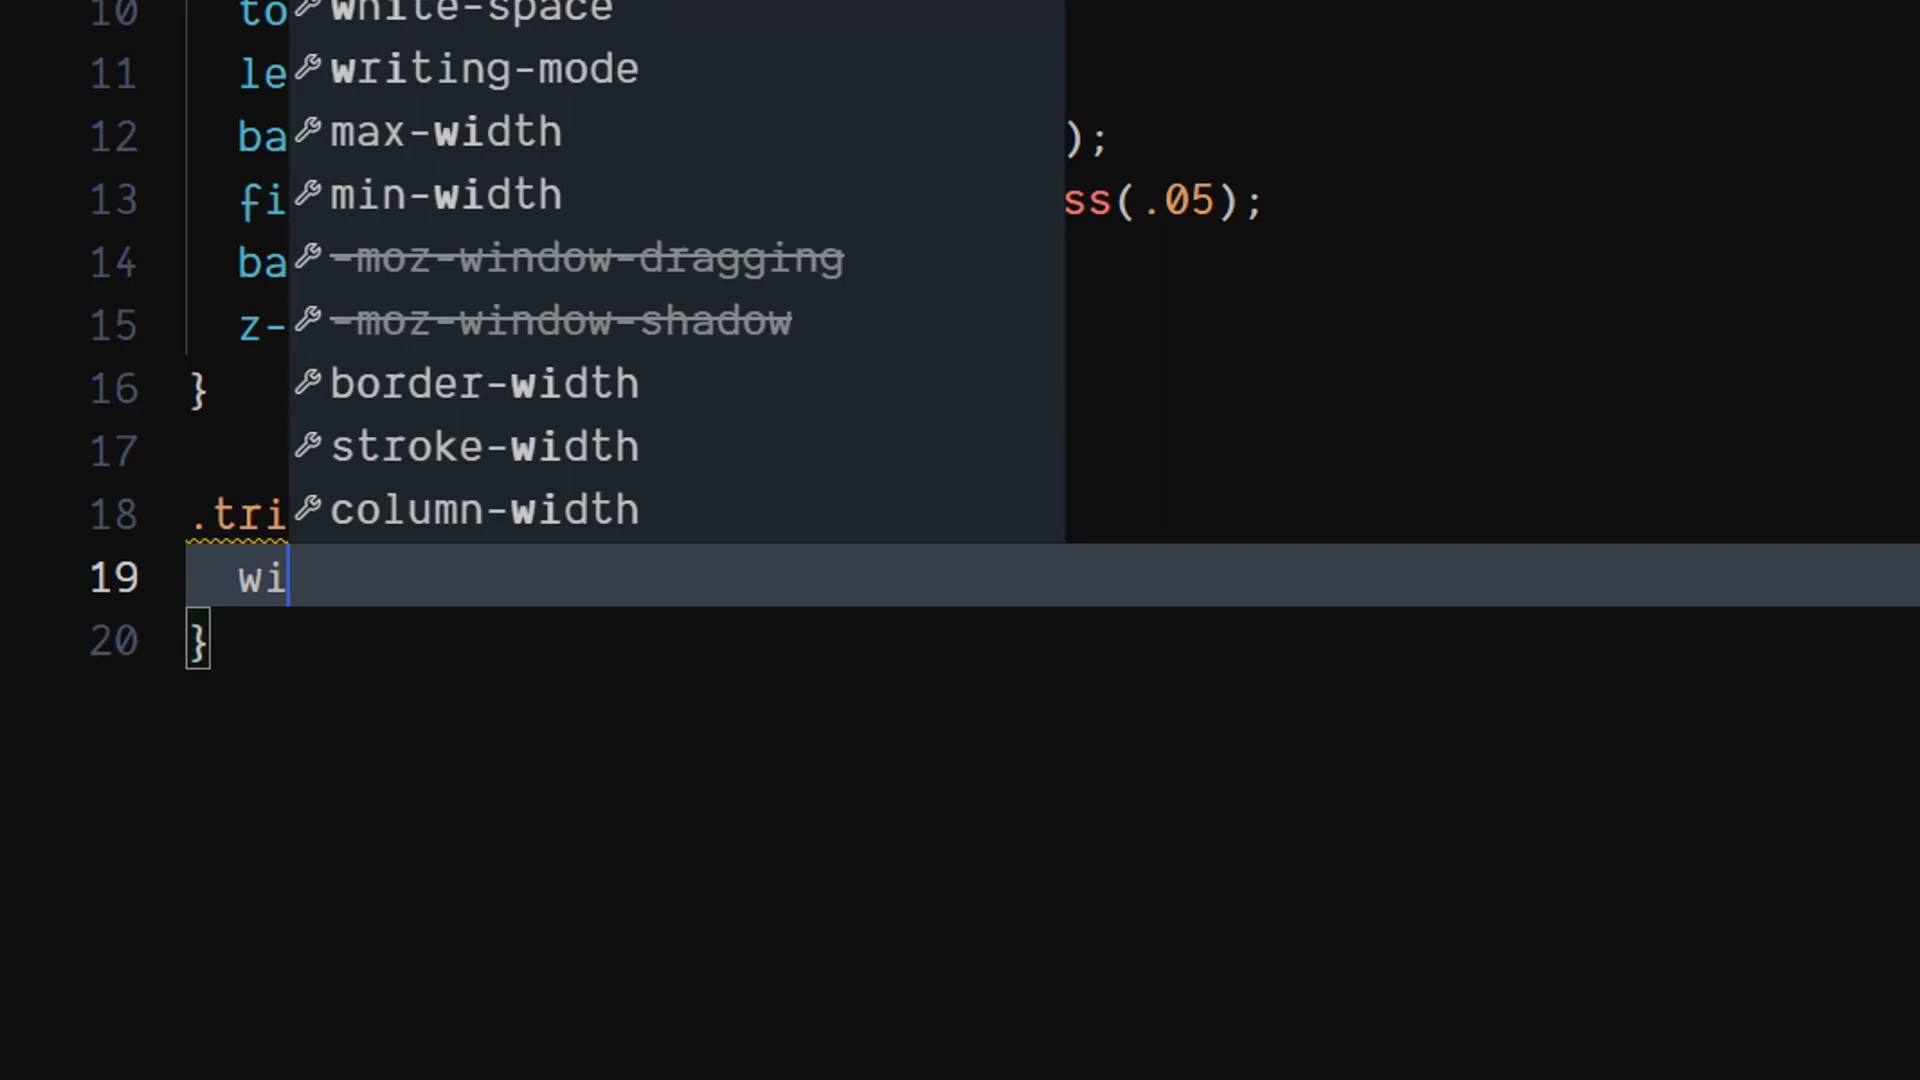 10 to white-space
11 le writing-mode
12 ba max-width );
13 fi min-width ss(.05);
14 ba -moz-window-dragging
15 z- -moz-window-shadow
16 } border-width
17 stroke-width
18 .tri column-width
19 wi
20 }